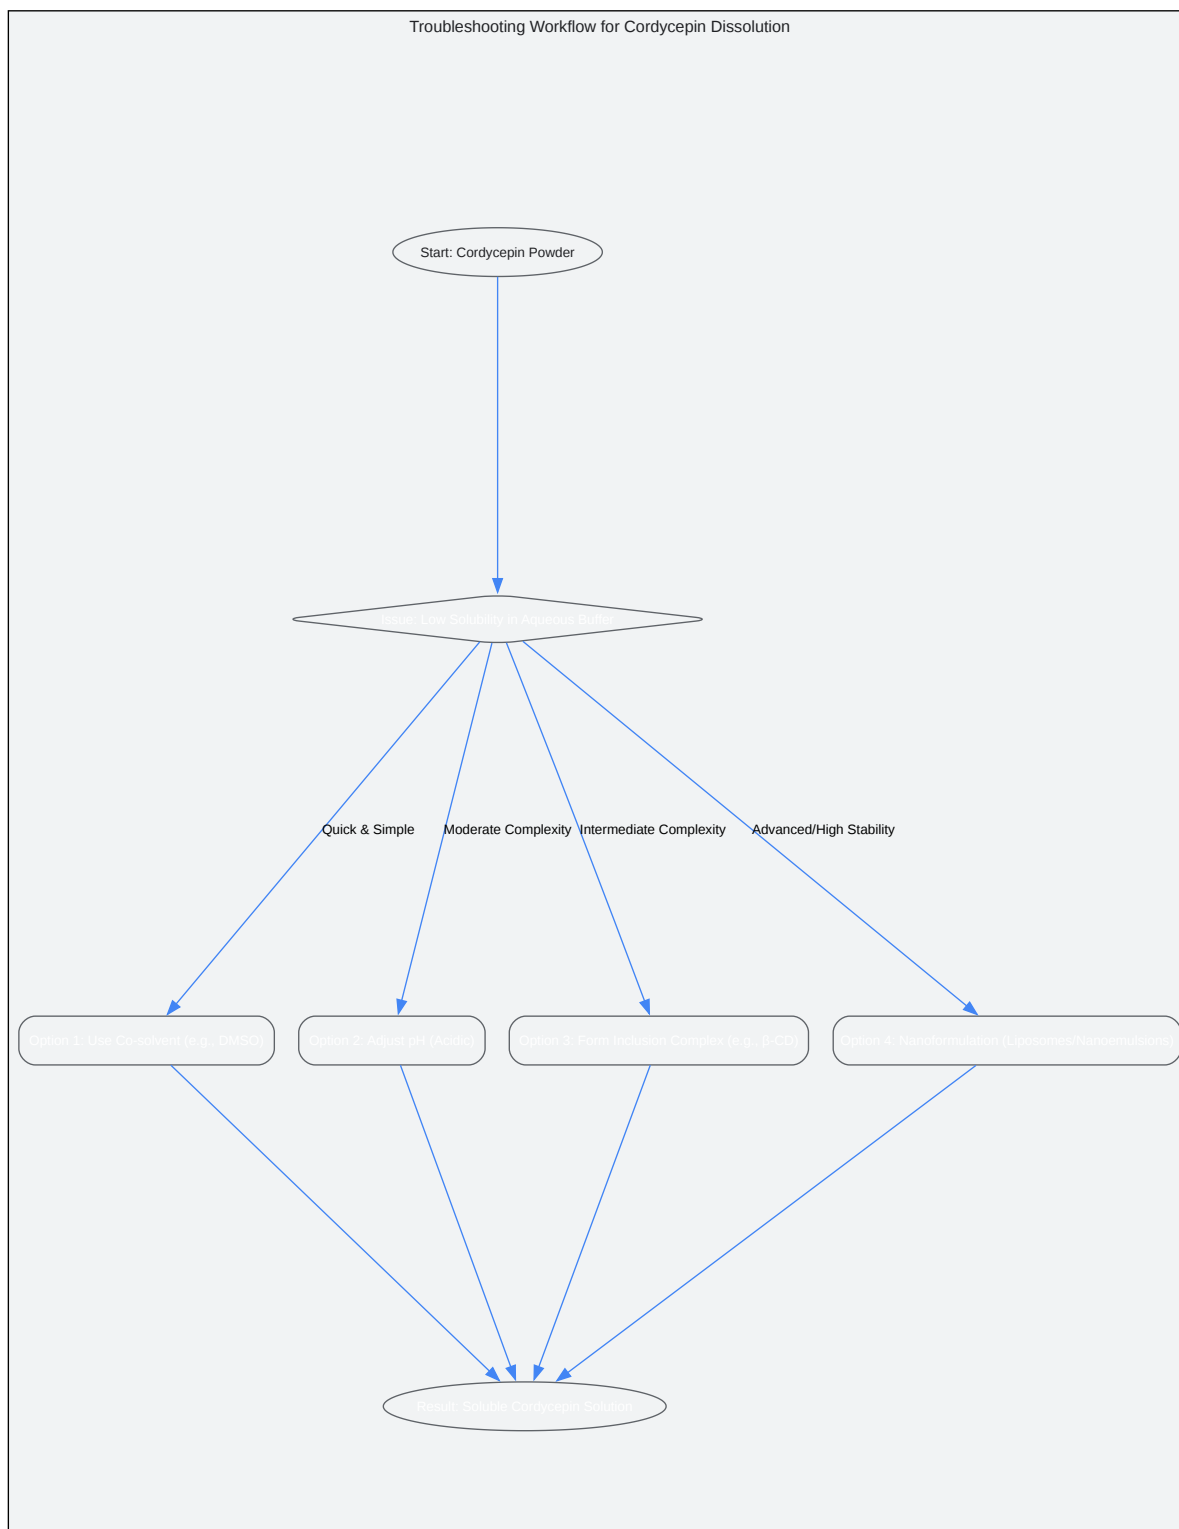 Troubleshooting Workflow for Cordycepin Dissolution
Start: Cordycepin Powder
Issue: Low Solubility in Aqueous Buffer
Quick & Simple
Moderate Complexity
Intermediate Complexity
Advanced/High Stability
Option 1: Use Co-solvent (e.g., DMSO)
Option 2: Adjust pH (Acidic)
Option 3: Form Inclusion Complex (e.g., β-CD)
Option 4: Nanoformulation (Liposomes/Nanoemulsions)
Result: Soluble Cordycepin Solution